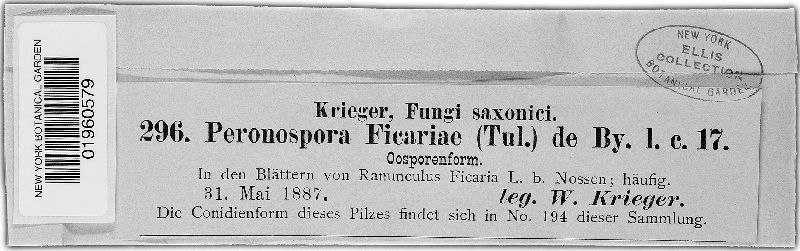 NEW YORK BOTANICAL GARDEN
01960579
NEW YORK
ELLIS
COLLECTION
BOTANICAL GARDEN
Krieger, Fungi saxonici.
296. Peronospora Ficariae (Tul.) de By. l. c. 17.
Oosporenform.
In den Blättern von Ranunculus Ficaria L. b. Nossen; häufig.
31. Mai 1887. leg. W. Krieger.
Die Conidienform dieses Pilzes findet sich in No. 194 dieser Sammlung.